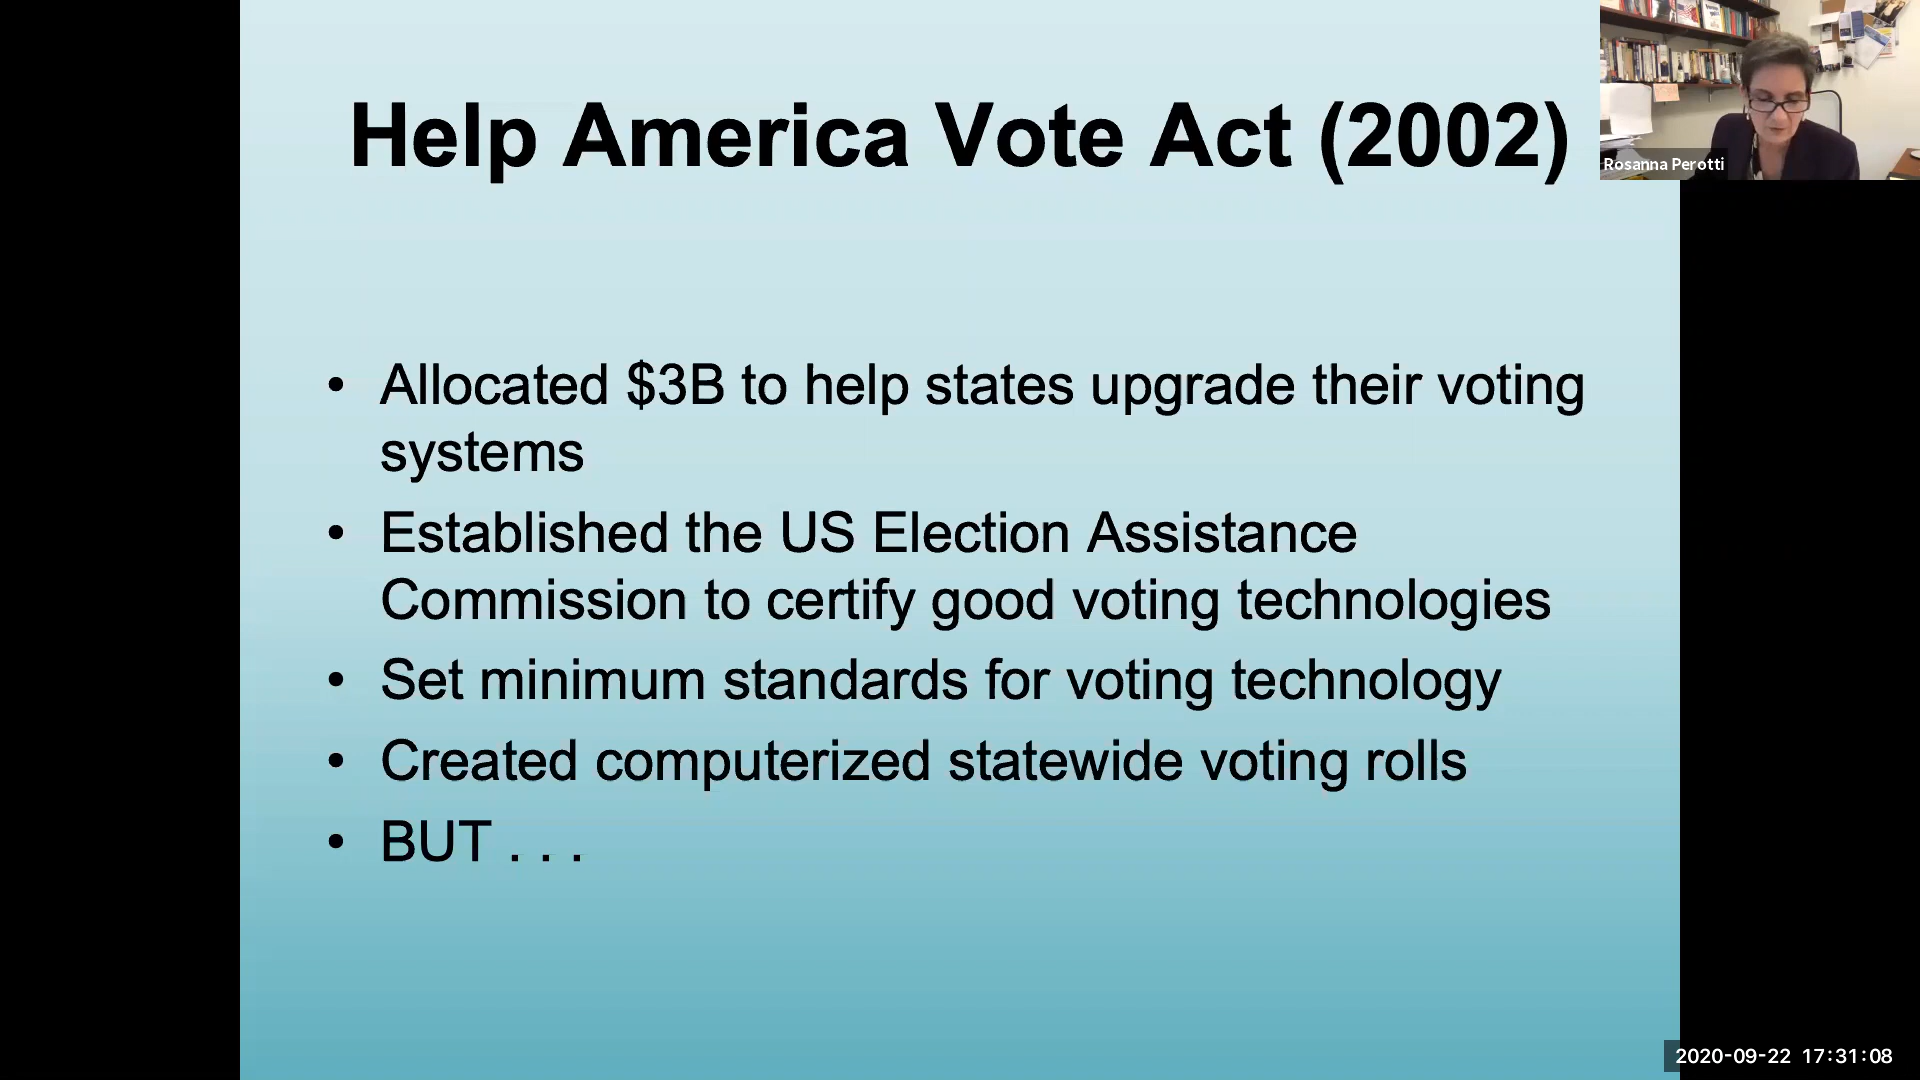 Help America Vote Act (2002)
Rosanna Perotti
• Allocated $3B to help states upgrade their voting
systems
• Established the US Election Assistance
Commission to certify good voting technologies
• Set minimum standards for voting technology
• Created computerized statewide voting rolls
• BUT . . .
2020-09-22 17:31:08